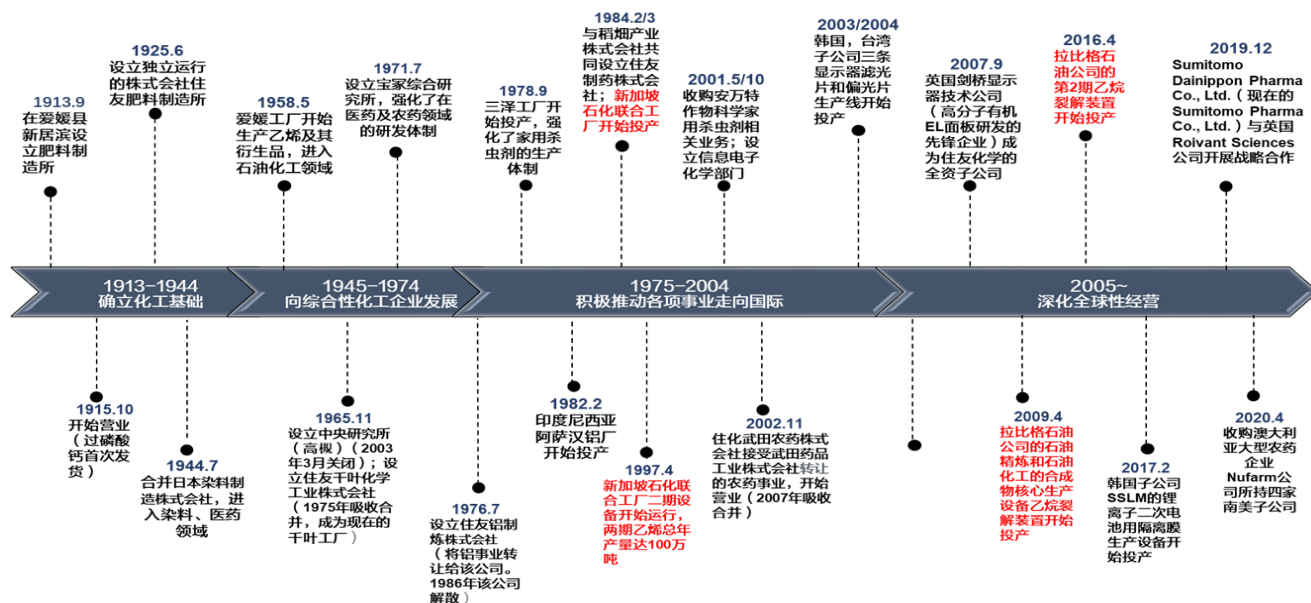 1913.9
在爱媛县
新居滨设
立肥料制
造所
1925.6
设立独立运行
的株式会社住
友肥料制造所
1958.5
爱媛工厂开始
生产乙烯及其
衍生品，进入
石油化工领域
1971.7
设立宝冢综合研
究所，强化了在
医药及农药领域
的研发体制
1978.9
三泽工厂开
始投产，强
化了家用杀
虫剂的生产
体制
1984.2/3
与稻畑产业
株式会社共
同设立住友
制药株式会
社；新加坡
石化联合工
厂开始投产
2001.5/10
收购安万特
作物科学家
用杀虫剂相
关业务；设
立信息电子
化学部门
2003/2004
韩国，台湾
子公司三条
显示器滤光
片和偏光片
生产线开始
投产
2007.9
英国剑桥显示
器技术公司
（高分子有机
EL面板研发的
先锋企业）成
为住友化学的
全资子公司
2016.4
拉比格石
油公司的
第2期乙烷
裂解装置
开始投产
2019.12
Sumitomo
Dainippon Pharma
Co., Ltd.（现在的
Sumitomo Pharma
Co., Ltd.）与英国
Roivant Sciences
公司开展战略合作
1913-1944
确立化工基础
1945-1974
向综合性化工企业发展
1975-2004
积极推动各项事业走向国际
2005~
深化全球性经营
1915.10
开始营业
（过磷酸
钙首次发
货）
1944.7
合并日本染料制
造株式会社，进
入染料、医药
领域
1965.11
设立中央研究所
（高槻）（2003
年3月关闭）；设
立住友千叶化学
工业株式会社
（1975年吸收合
并，成为现在的
千叶工厂）
1976.7
设立住友铝制
炼株式会社
（将铝事业转
让给该公司。
1986年该公司
解散）
1982.2
印度尼西亚
阿萨汉铝厂
开始投产
1997.4
新加坡石化联
合工厂二期设
备开始运行，
两期乙烯总年
产量达100万
吨
2002.11
住化武田农药株式
会社接受武田药品
工业株式会社转让
的农药事业，开始
营业（2007年吸收
合并）
2009.4
拉比格石油
公司的石油
精炼和石油
化工的合成
物核心生产
设备乙烷裂
解装置开始
投产
2017.2
韩国子公司
SSLM的锂
离子二次电
池用隔离膜
生产设备开
始投产
2020.4
收购澳大利
亚大型农药
企业
Nufarm公
司所持四家
南美子公司